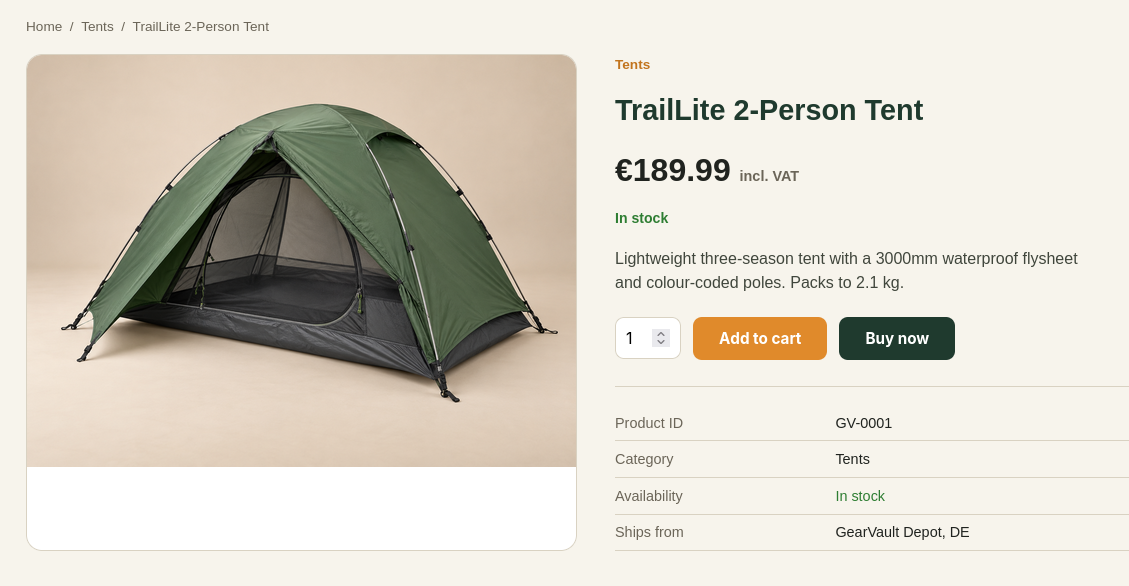 Home / Tents / TrailLite 2-Person Tent
Tents
TrailLite 2-Person Tent
€189.99 incl. VAT
In stock
Lightweight three-season tent with a 3000mm waterproof flysheet
and colour-coded poles. Packs to 2.1 kg.
1 Add to cart Buy now
Product ID GV-0001
Category Tents
Availability In stock
Ships from GearVault Depot, DE